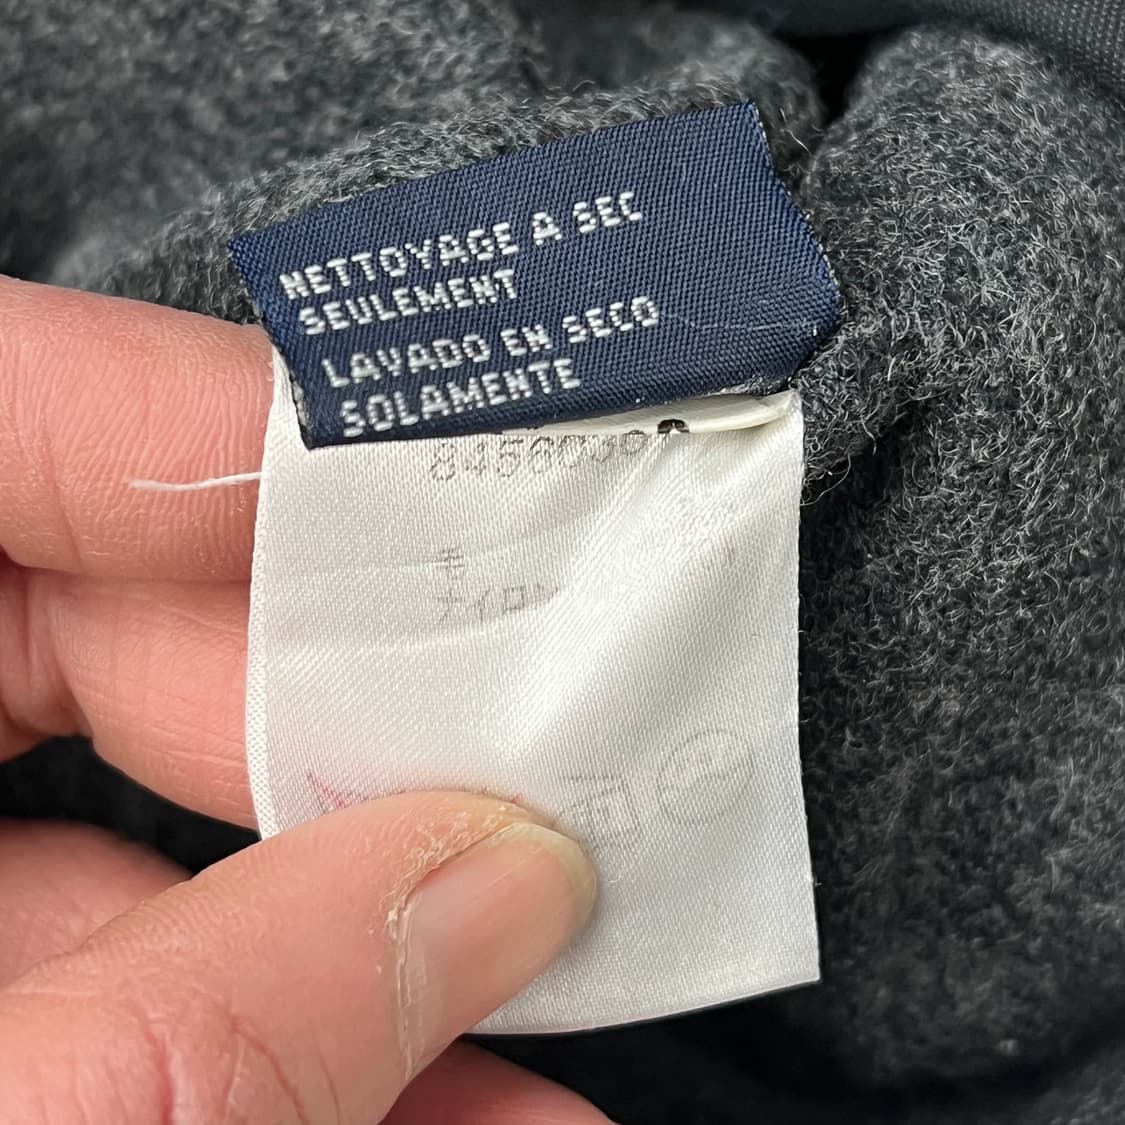 NETTOYAGE A SEC
SEULEMENT
LAVADO EN SECO
SOLAMENTE